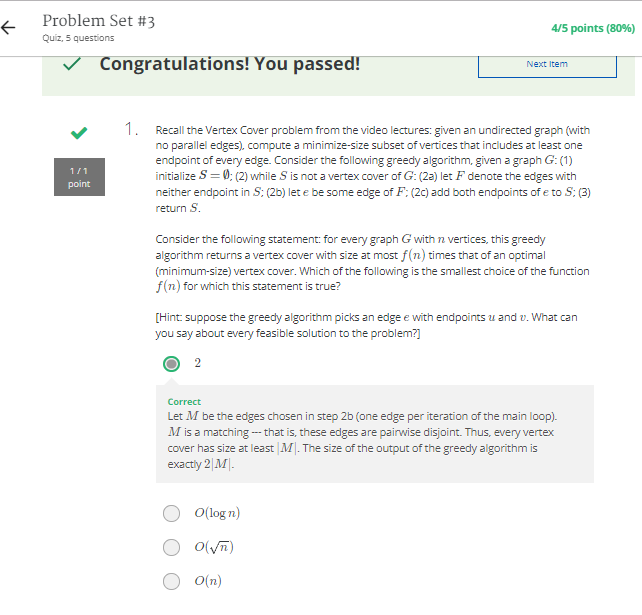 Problem Set #3
Quiz, 5 questions
4/5 points (80%)
Congratulations! You passed!
Next Item
1.
1 / 1
point
Recall the Vertex Cover problem from the video lectures: given an undirected graph (with
no parallel edges), compute a minimize-size subset of vertices that includes at least one
endpoint of every edge. Consider the following greedy algorithm, given a graph G: (1)
initialize S = ∅; (2) while S is not a vertex cover of G: (2a) let F denote the edges with
neither endpoint in S; (2b) let e be some edge of F; (2c) add both endpoints of e to S; (3)
return S.
Consider the following statement: for every graph G with n vertices, this greedy
algorithm returns a vertex cover with size at most f(n) times that of an optimal
(minimum-size) vertex cover. Which of the following is the smallest choice of the function
f(n) for which this statement is true?
[Hint: suppose the greedy algorithm picks an edge e with endpoints u and v. What can
you say about every feasible solution to the problem?]
2
Correct
Let M be the edges chosen in step 2b (one edge per iteration of the main loop).
M is a matching --- that is, these edges are pairwise disjoint. Thus, every vertex
cover has size at least |M|. The size of the output of the greedy algorithm is
exactly 2|M|.
O(log n)
O(√n)
O(n)